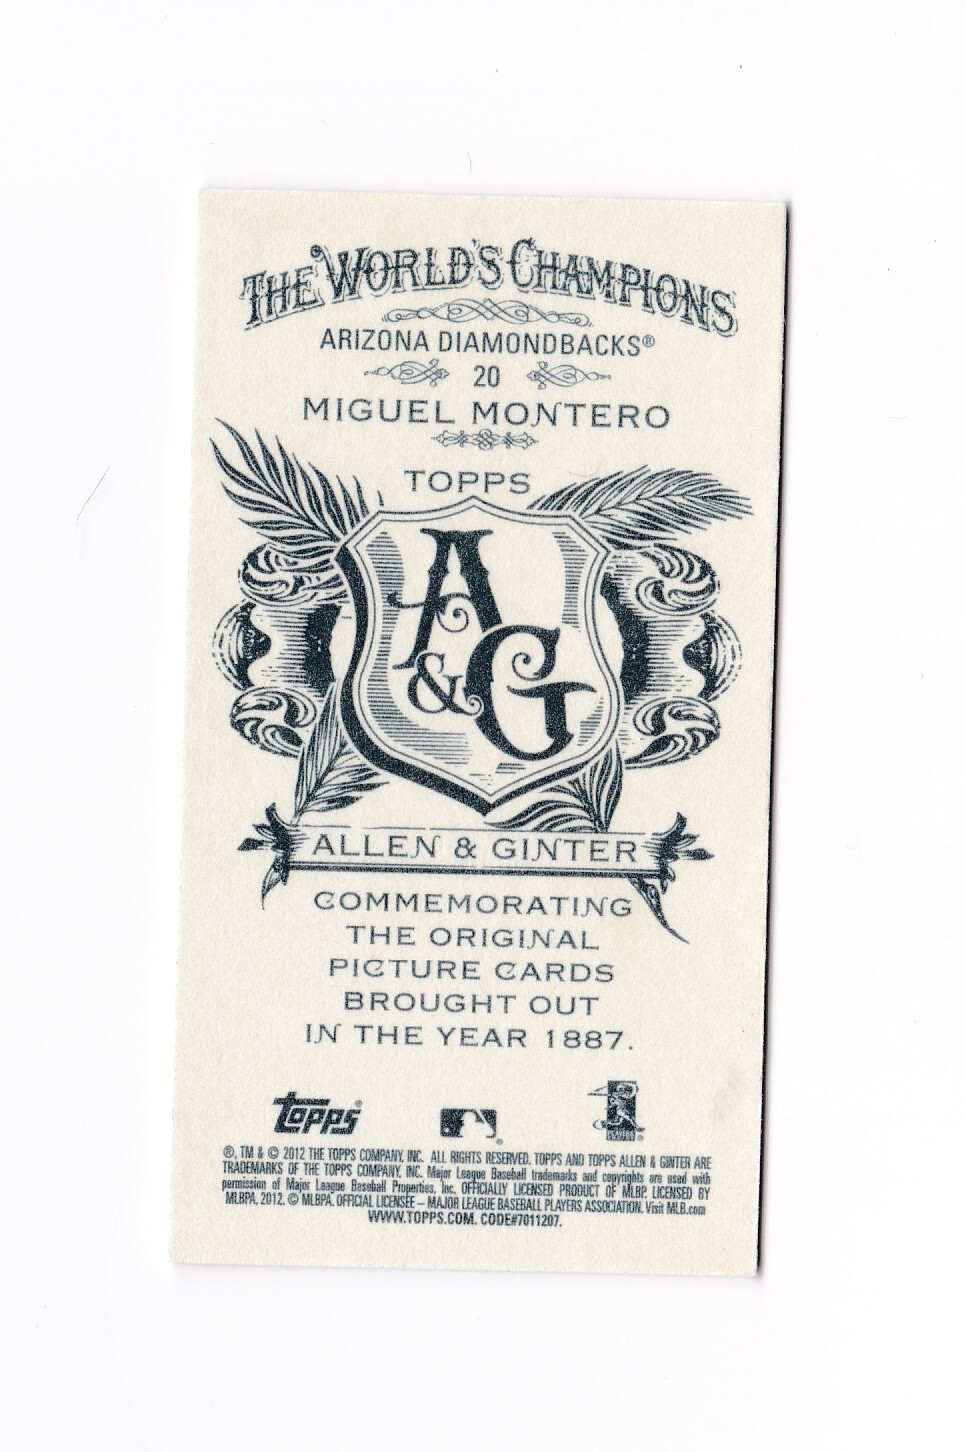 THE WORLD'S CHAMPIONS
ARIZONA DIAMONDBACKS®
20
MIGUEL MONTERO
TOPPS
A
&
G
ALLEN & GINTER
COMMEMORATING
THE ORIGINAL
PICTURE CARDS
BROUGHT OUT
IN THE YEAR 1887.
Topps®
®, TM & © 2012 THE TOPPS COMPANY, INC. ALL RIGHTS RESERVED. TOPPS AND TOPPS ALLEN & GINTER ARE
TRADEMARKS OF THE TOPPS COMPANY, INC. Major League Baseball trademarks and copyrights are used with
permission of Major League Baseball Properties, Inc. OFFICIALLY LICENSED PRODUCT OF MLBP. LICENSED BY
MLBPA, 2012. © MLBPA. OFFICIAL LICENSEE – MAJOR LEAGUE BASEBALL PLAYERS ASSOCIATION. Visit MLB.com
WWW.TOPPS.COM. CODE#7011207.